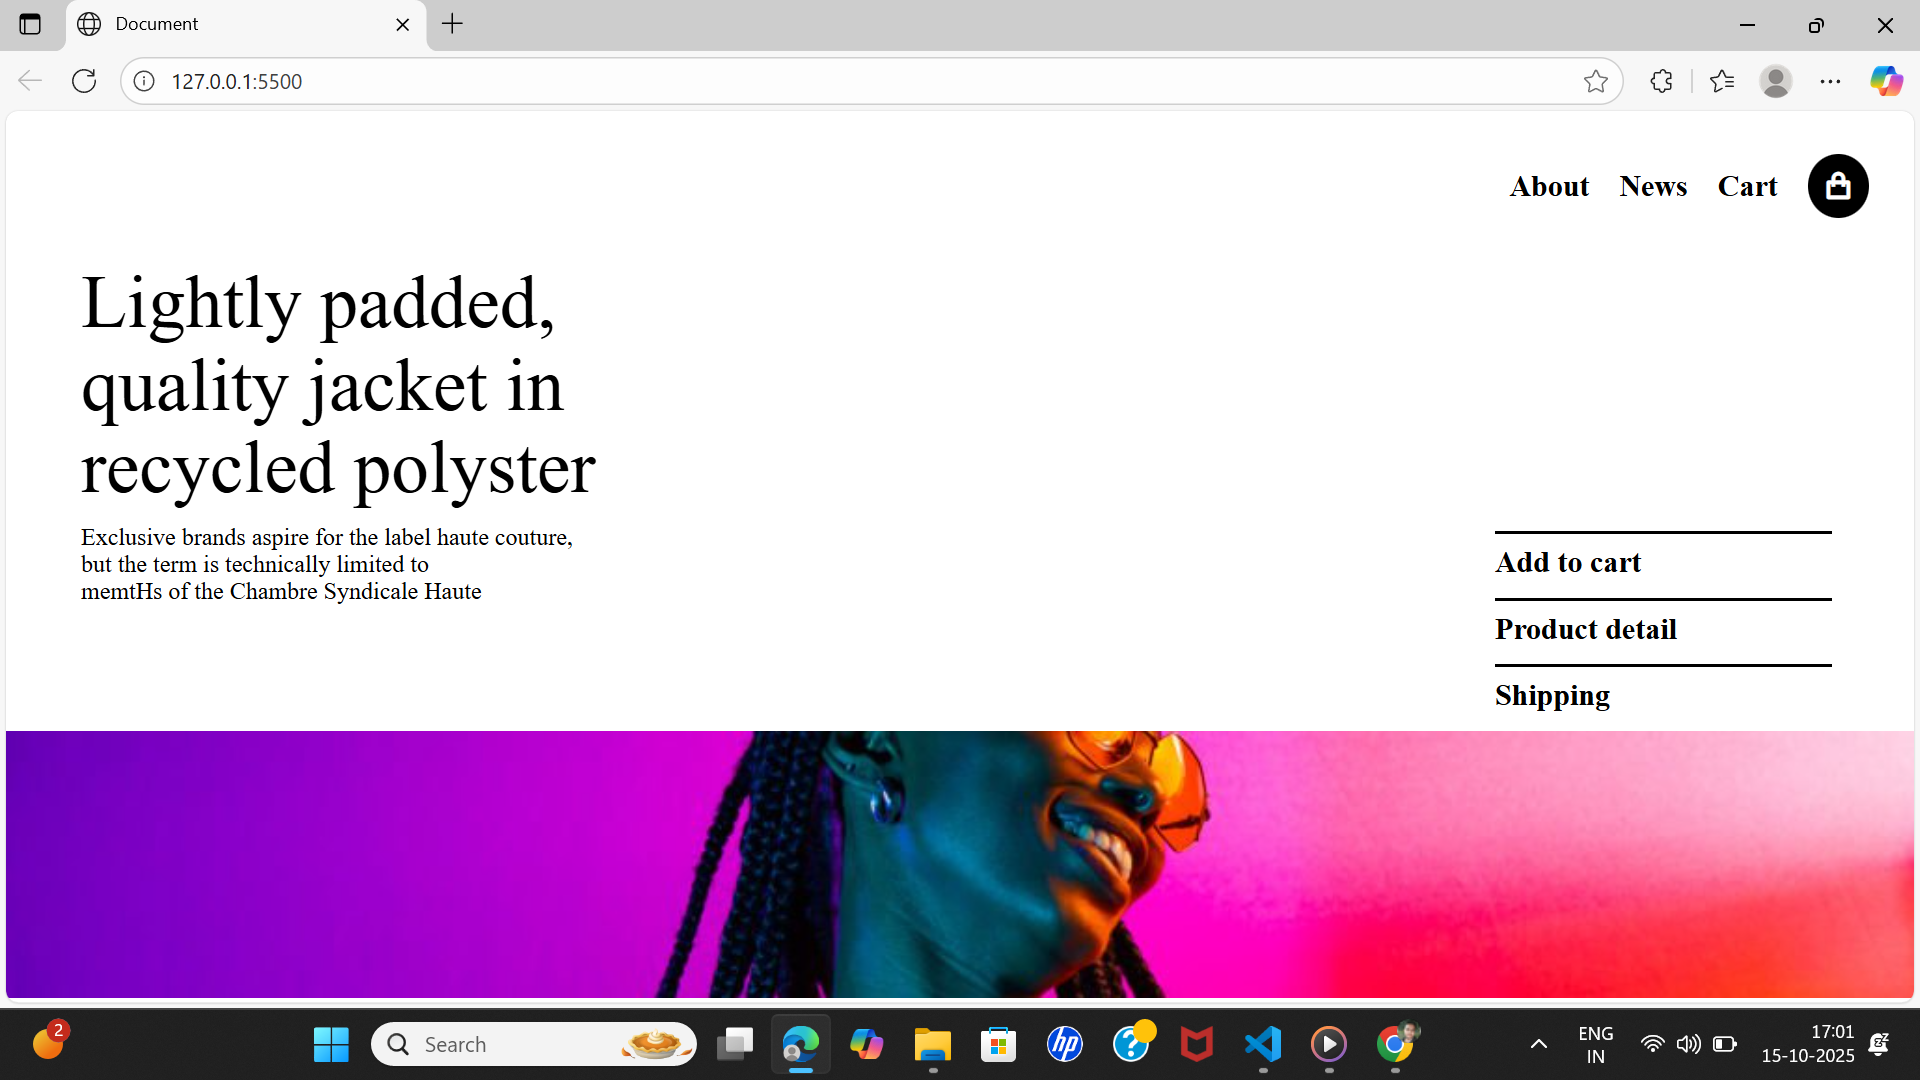 Document
127.0.0.1:5500
About News Cart
Lightly padded,
quality jacket in
recycled polyster
Exclusive brands aspire for the label haute couture,
but the term is technically limited to
memtHs of the Chambre Syndicale Haute
Add to cart
Product detail
Shipping
2
Search
hp
?
ENG
IN
17:01
15-10-2025